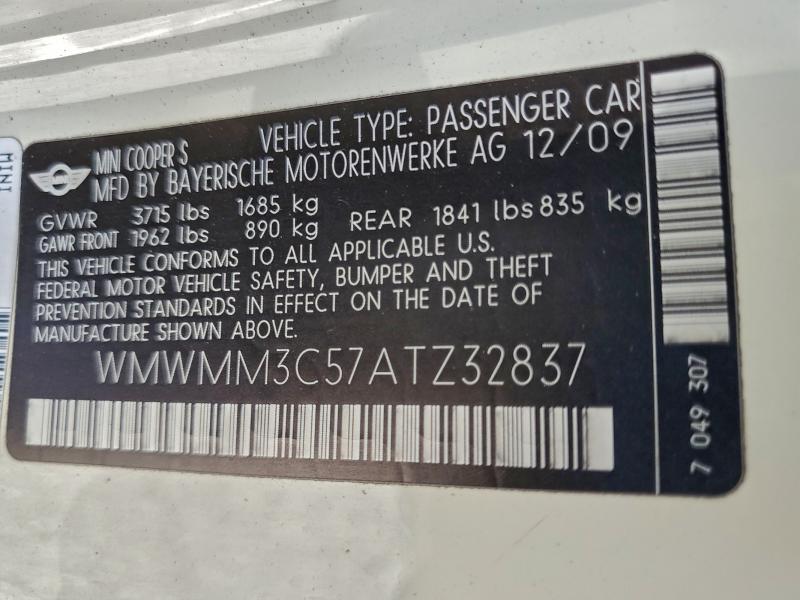 VEHICLE TYPE: PASSENGER CAR
MINI COOPER S
MFD BY BAYERISCHE MOTORENWERKE AG 12/09
GVWR 3715 lbs 1685 kg
GAWR FRONT 1962 lbs 890 kg REAR 1841 lbs 835 kg
THIS VEHICLE CONFORMS TO ALL APPLICABLE U.S.
FEDERAL MOTOR VEHICLE SAFETY, BUMPER AND THEFT
PREVENTION STANDARDS IN EFFECT ON THE DATE OF
MANUFACTURE SHOWN ABOVE.
WMWMM3C57ATZ32837
7 049 307
MINI